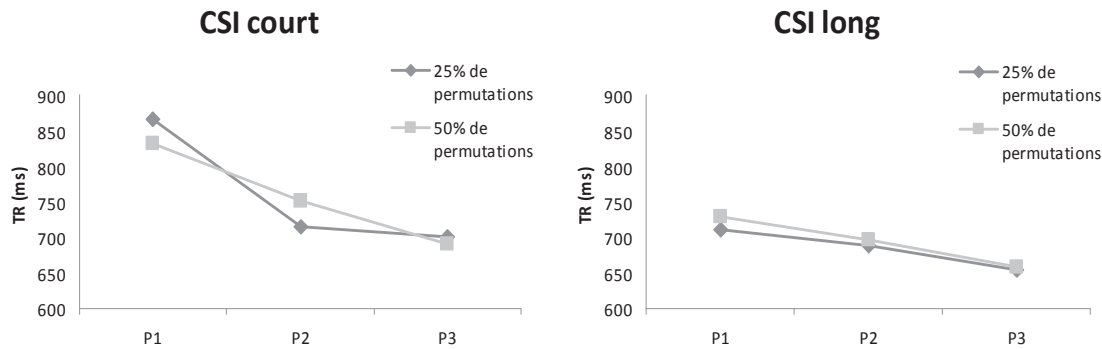 CSI court
25% de
permutations
50% de
permutations
900
850
800
750
700
650
600
TR (ms)
P1
P2
P3
CSI long
25% de
permutations
50% de
permutations
900
850
800
750
700
650
600
TR (ms)
P1
P2
P3